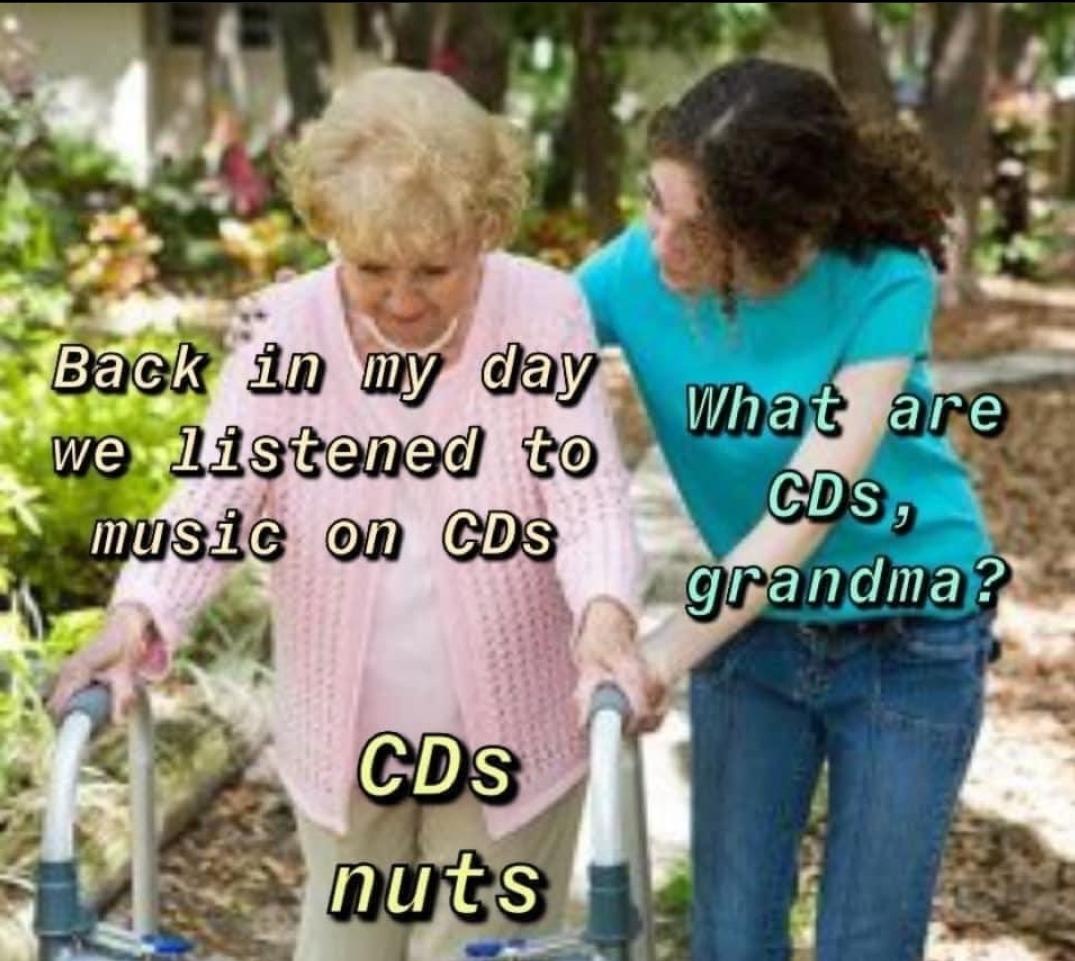 Back in my day
we listened to
music on CDs
What are
CDs,
grandma?
CDs
nuts